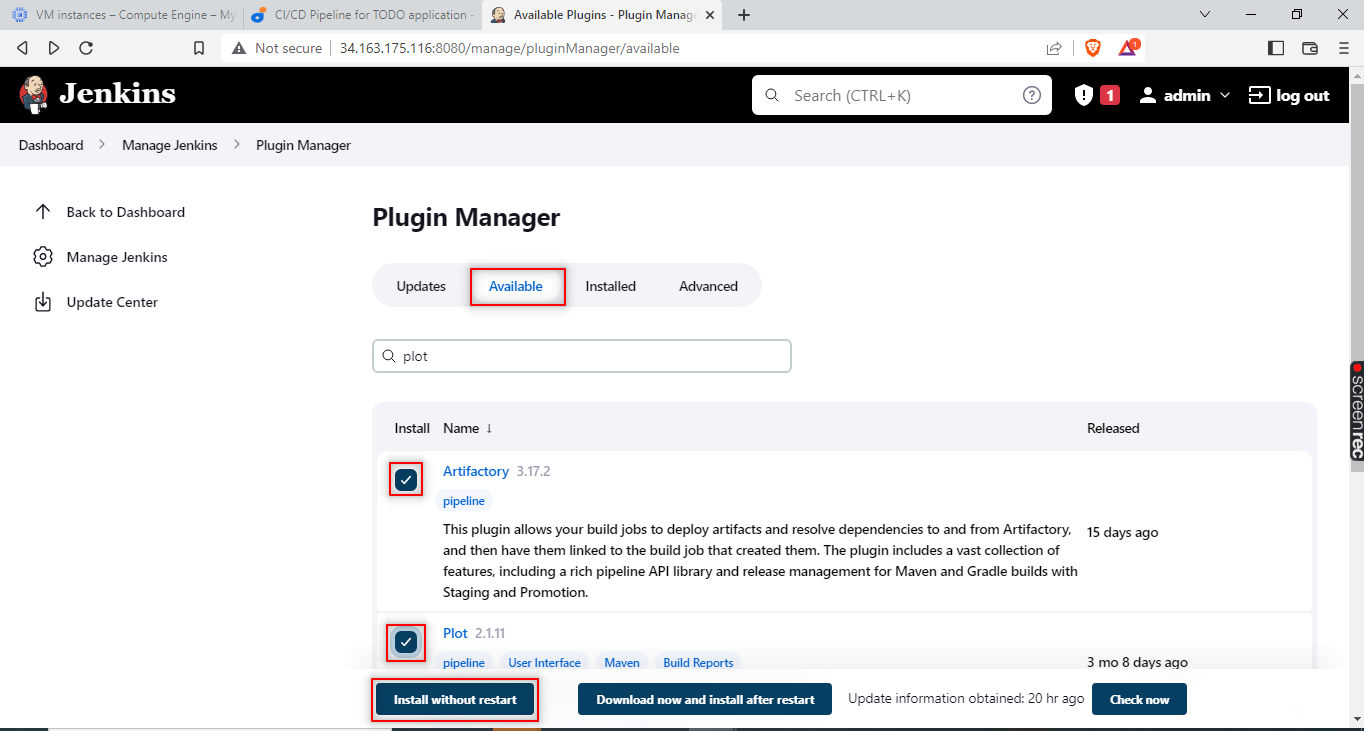 VM instances – Compute Engine – My
CI/CD Pipeline for TODO application -
Available Plugins - Plugin Manage
Not secure
34.163.175.116:8080/manage/pluginManager/available
1
Jenkins
Search (CTRL+K)
1
admin
log out
Dashboard
Manage Jenkins
Plugin Manager
Back to Dashboard
Manage Jenkins
Update Center
Plugin Manager
Updates
Available
Installed
Advanced
plot
Install
Name ↓
Released
Artifactory 3.17.2
pipeline
This plugin allows your build jobs to deploy artifacts and resolve dependencies to and from Artifactory,
and then have them linked to the build job that created them. The plugin includes a vast collection of
features, including a rich pipeline API library and release management for Maven and Gradle builds with
Staging and Promotion.
15 days ago
Plot 2.1.11
pipeline
User Interface
Maven
Build Reports
3 mo 8 days ago
Install without restart
Download now and install after restart
Update information obtained: 20 hr ago
Check now
screenrec